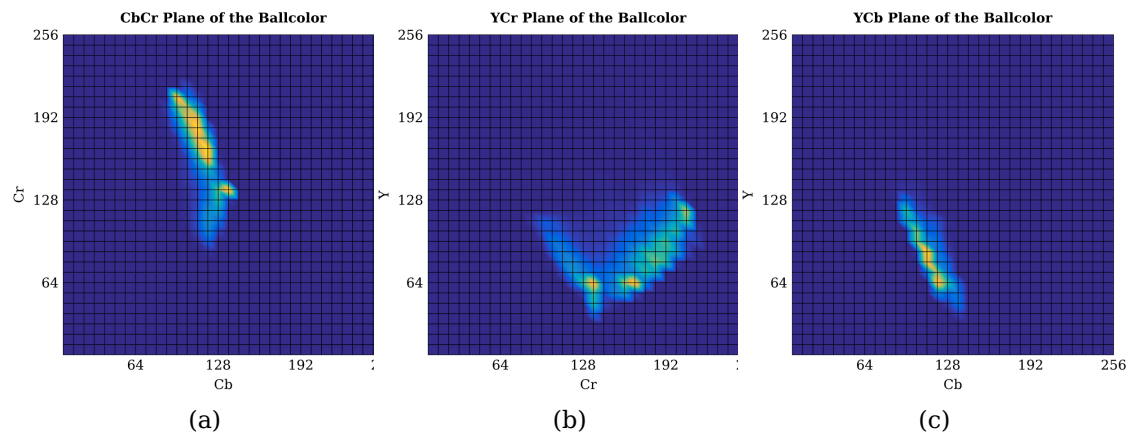 CbCr Plane of the Ballcolor
256
192
128
64
Cr
64
128
192
Cb
(a)
YCr Plane of the Ballcolor
256
192
128
64
Y
64
128
192
Cr
(b)
YCb Plane of the Ballcolor
256
192
128
64
Y
64
128
192
256
Cb
(c)